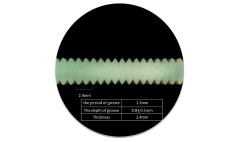 2.4mm
the period of groove 1.2mm
The depth of groove 0.8±0.1mm
Thickness 2.4mm